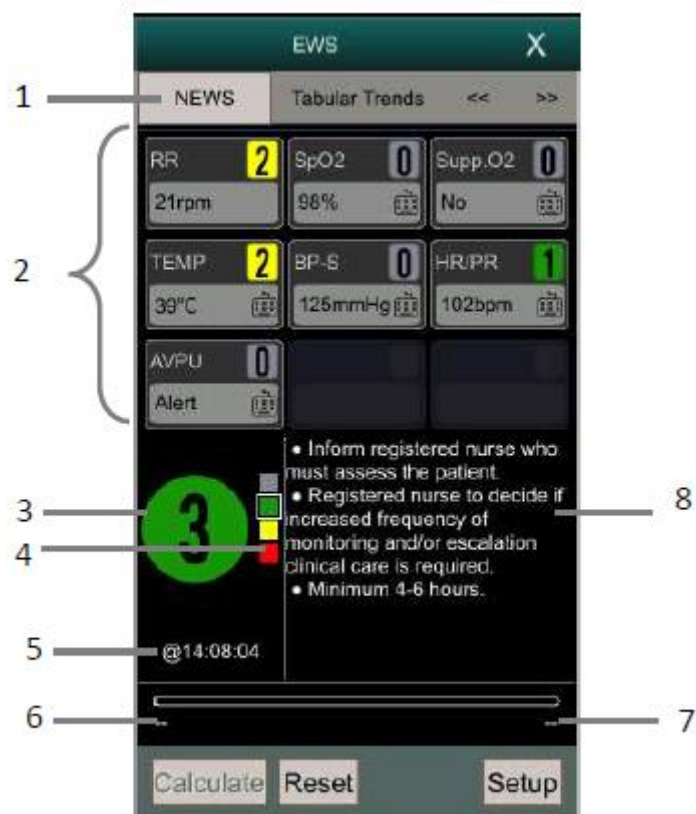 EWS X
1 NEWS Tabular Trends << >>
2
RR 2 SpO2 0 Supp.O2 0
21rpm 98% No
TEMP 2 BP-S 0 HR/PR 1
39°C 125mmHg 102bpm
AVPU 0
Alert
3
3
4
• Inform registered nurse who
must assess the patient.
• Registered nurse to decide if
increased frequency of
monitoring and/or escalation
clinical care is required.
• Minimum 4-6 hours.
8
5 @14:08:04
6 -- -- 7
Calculate Reset Setup